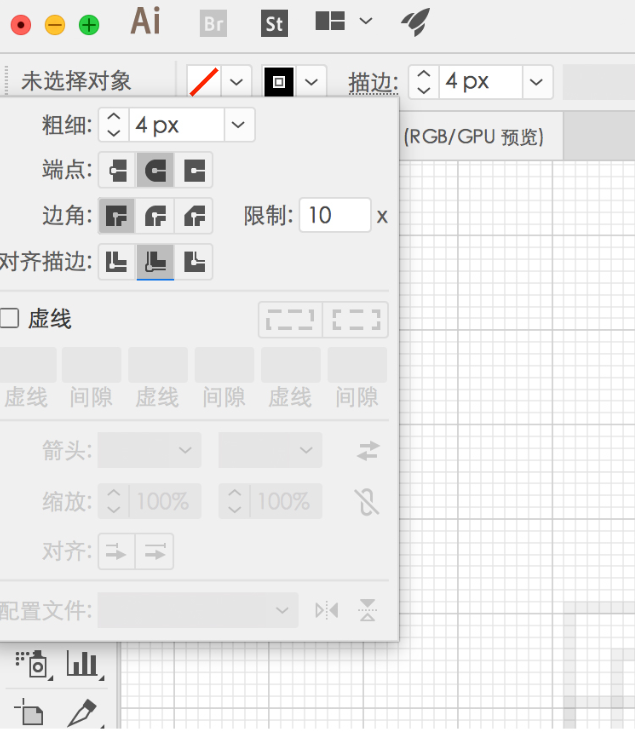 Ai Br St
未选择对象 描边: 4 px
粗细: 4 px
(RGB/GPU 预览)
端点:
边角: 限制: 10 x
对齐描边:
虚线
虚线 间隙 虚线 间隙 虚线 间隙
箭头:
缩放: 100% 100%
对齐:
配置文件: